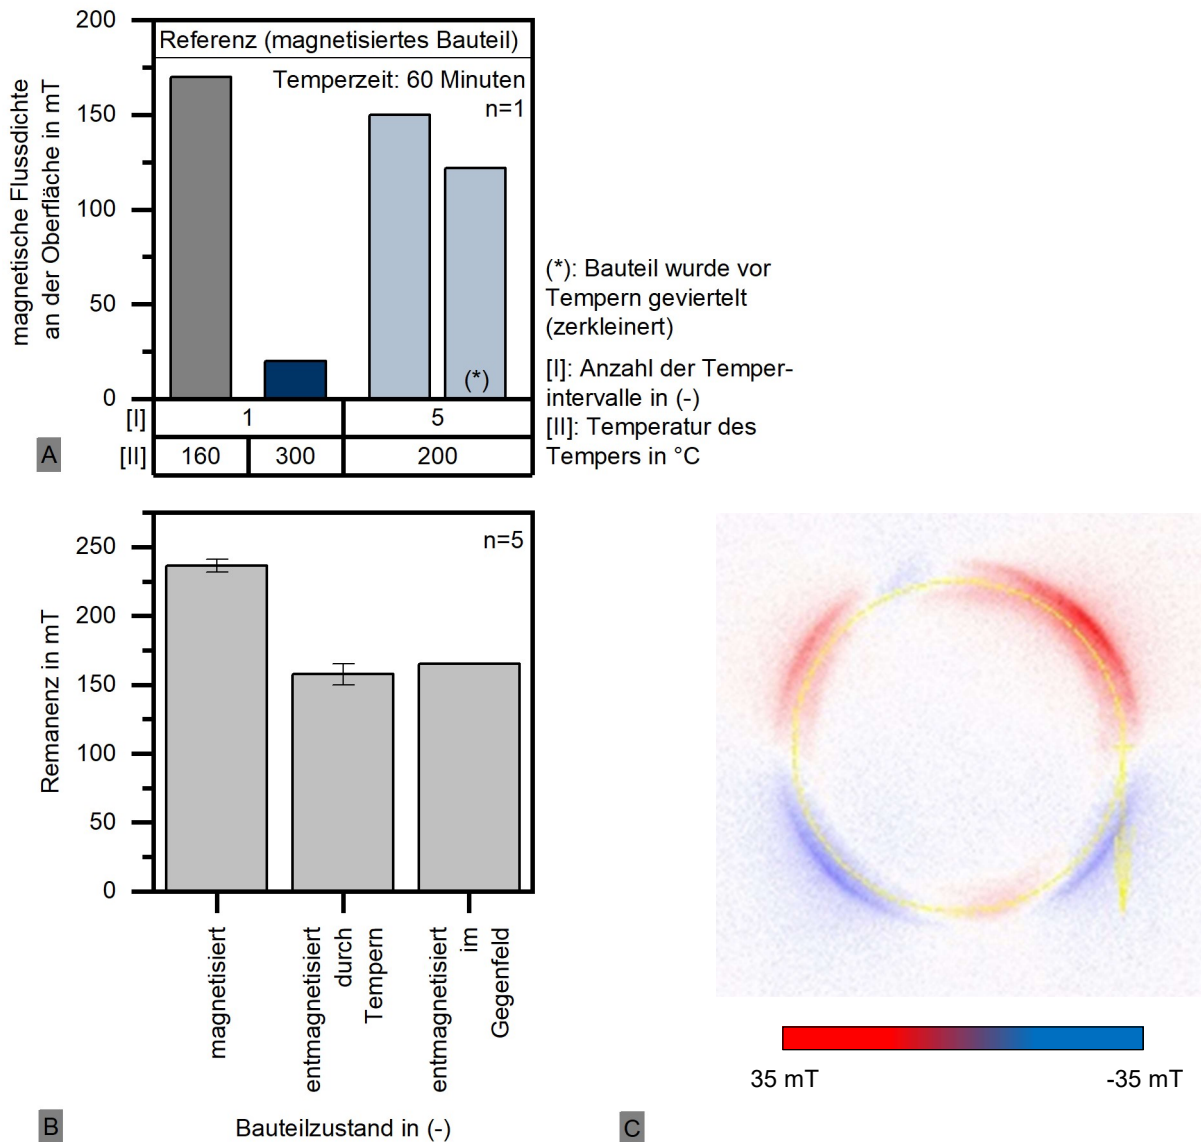 magnetische Flussdichte
an der Oberfläche in mT
200
150
100
50
0
Referenz (magnetisiertes Bauteil)
Temperzeit: 60 Minuten
n=1
(*)
[I] 1 5
[II] 160 300 200
A
(*): Bauteil wurde vor
Tempern geviertelt
(zerkleinert)
[I]: Anzahl der Temper-
intervalle in (-)
[II]: Temperatur des
Tempers in °C
Remanenz in mT
250
200
150
100
50
0
n=5
magnetisiert
entmagnetisiert
durch
Tempern
entmagnetisiert
im
Gegenfeld
B
Bauteilzustand in (-)
35 mT -35 mT
C